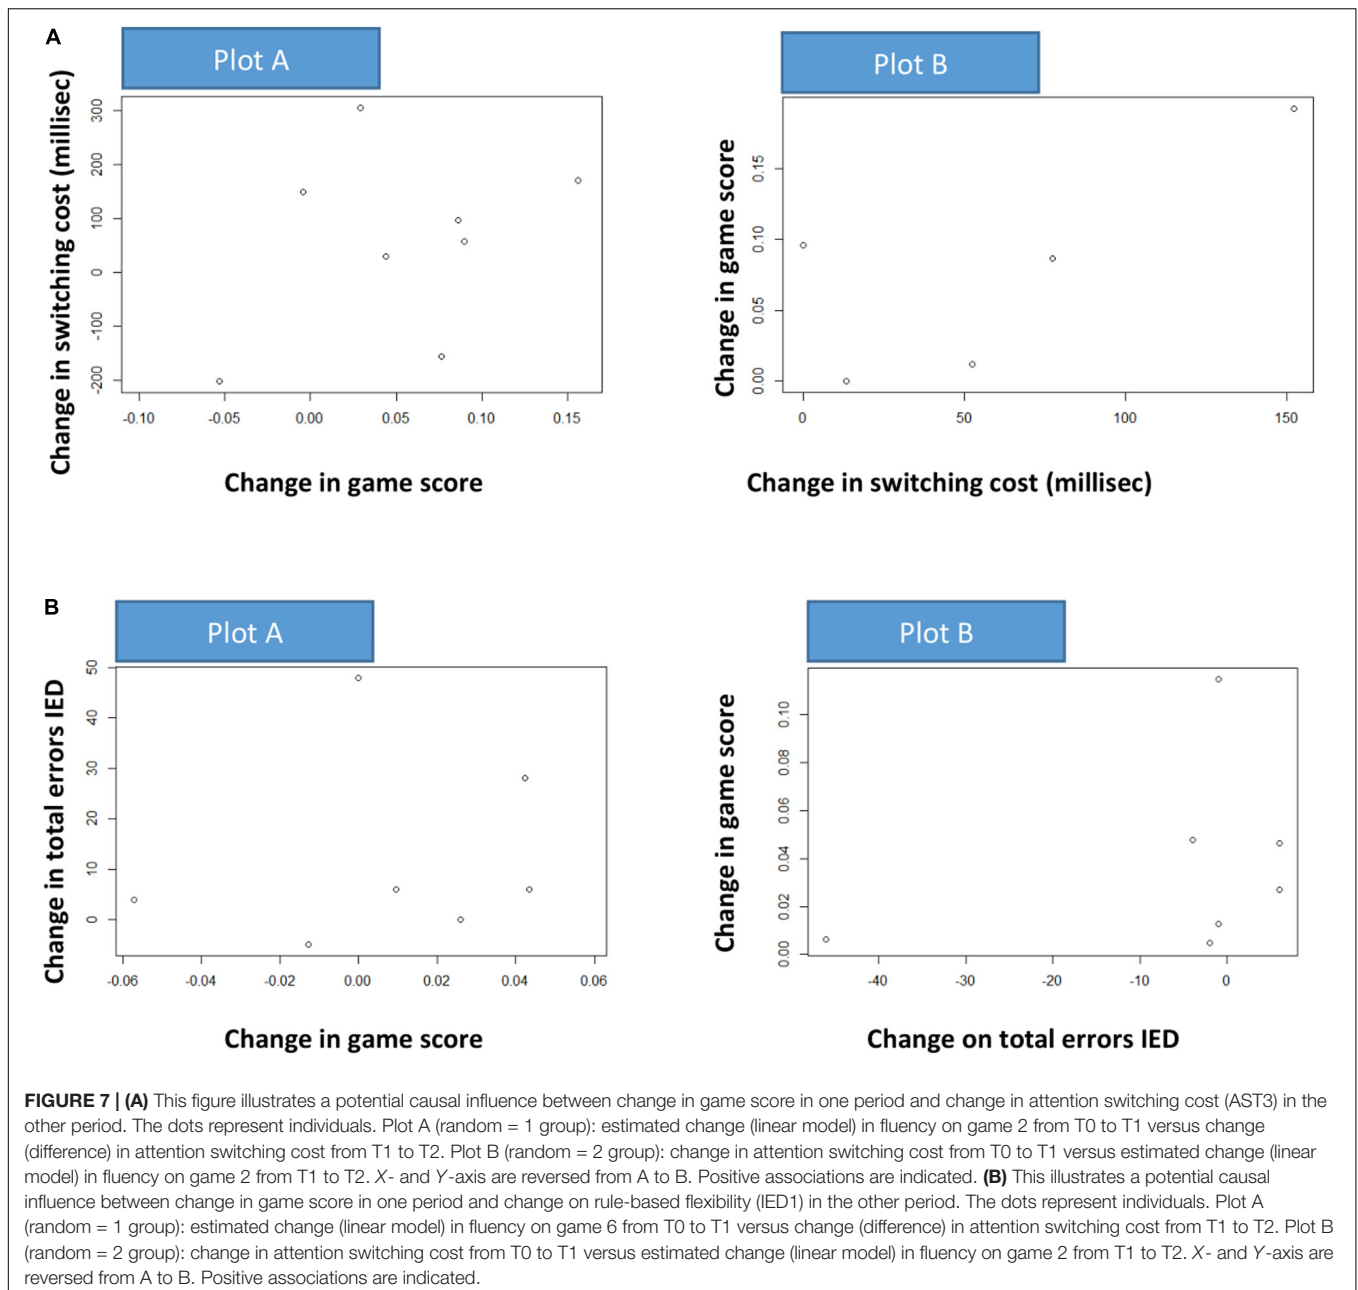 A
Plot A
Change in switching cost (millisec)
300
200
100
0
-100
-200
-0.10 -0.05 0.00 0.05 0.10 0.15
Change in game score
Plot B
Change in game score
0.15
0.10
0.05
0.00
0 50 100 150
Change in switching cost (millisec)
B
Plot A
Change in total errors IED
50
40
30
20
10
0
-0.06 -0.04 -0.02 0.00 0.02 0.04 0.06
Change in game score
Plot B
Change in game score
0.10
0.08
0.06
0.04
0.02
0.00
-40 -30 -20 -10 0
Change on total errors IED
FIGURE 7 | (A) This figure illustrates a potential causal influence between change in game score in one period and change in attention switching cost (AST3) in the
other period. The dots represent individuals. Plot A (random = 1 group): estimated change (linear model) in fluency on game 2 from T0 to T1 versus change
(difference) in attention switching cost from T1 to T2. Plot B (random = 2 group): change in attention switching cost from T0 to T1 versus estimated change (linear
model) in fluency on game 2 from T1 to T2. X- and Y-axis are reversed from A to B. Positive associations are indicated. (B) This illustrates a potential causal
influence between change in game score in one period and change on rule-based flexibility (IED1) in the other period. The dots represent individuals. Plot A
(random = 1 group): estimated change (linear model) in fluency on game 6 from T0 to T1 versus change (difference) in attention switching cost from T1 to T2. Plot B
(random = 2 group): change in attention switching cost from T0 to T1 versus estimated change (linear model) in fluency on game 2 from T1 to T2. X- and Y-axis are
reversed from A to B. Positive associations are indicated.